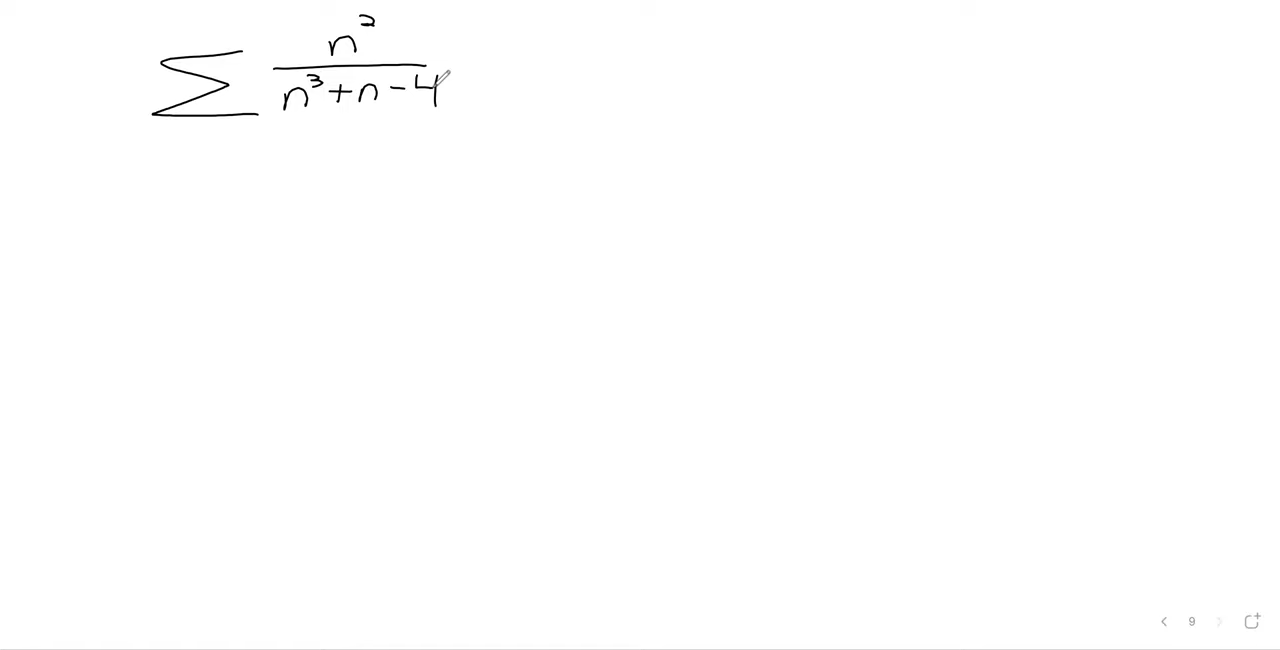 ∑ n² / (n³ + n − 4)
9